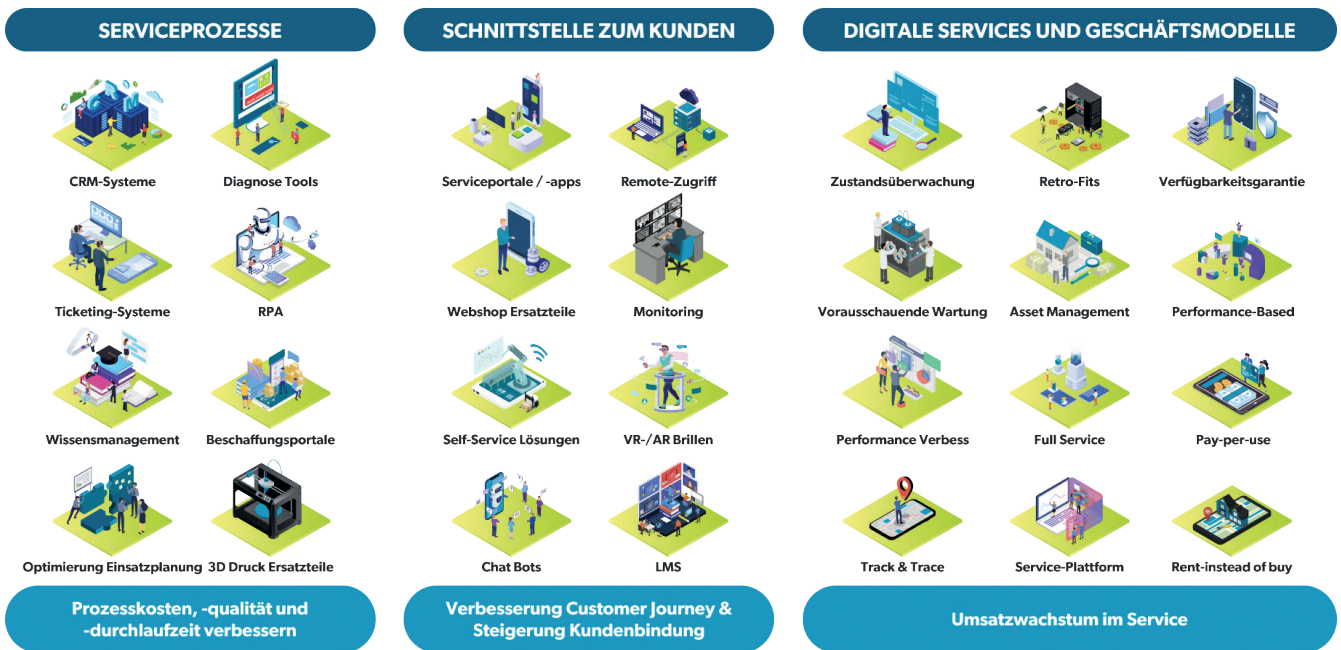 SERVICEPROZESSE
CRM-Systeme
Diagnose Tools
Ticketing-Systeme
RPA
Wissensmanagement
Beschaffungsportale
Optimierung Einsatzplanung
3D Druck Ersatzteile
Prozesskosten, -qualität und
-durchlaufzeit verbessern
SCHNITTSTELLE ZUM KUNDEN
Serviceportale / -apps
Remote-Zugriff
Webshop Ersatzteile
Monitoring
Self-Service Lösungen
VR-/AR Brillen
Chat Bots
LMS
Verbesserung Customer Journey &
Steigerung Kundenbindung
DIGITALE SERVICES UND GESCHÄFTSMODELLE
Zustandsüberwachung
Retro-Fits
Verfügbarkeitsgarantie
Vorausschauende Wartung
Asset Management
Performance-Based
Performance Verbess
Full Service
Pay-per-use
Track & Trace
Service-Plattform
Rent-instead of buy
Umsatzwachstum im Service
CRM